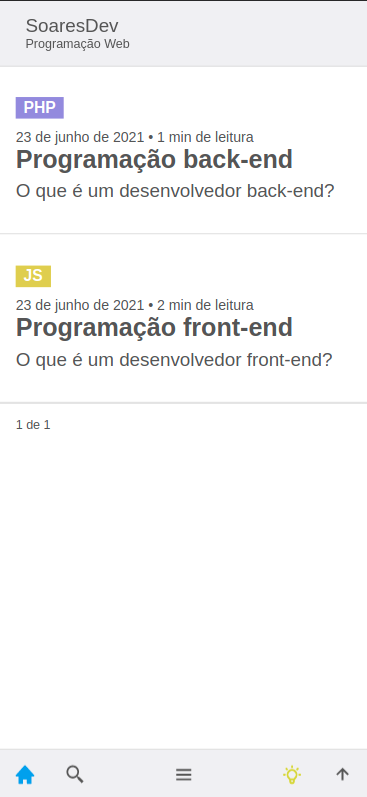 SoaresDev
Programação Web
PHP
23 de junho de 2021 • 1 min de leitura
Programação back-end
O que é um desenvolvedor back-end?
JS
23 de junho de 2021 • 2 min de leitura
Programação front-end
O que é um desenvolvedor front-end?
1 de 1